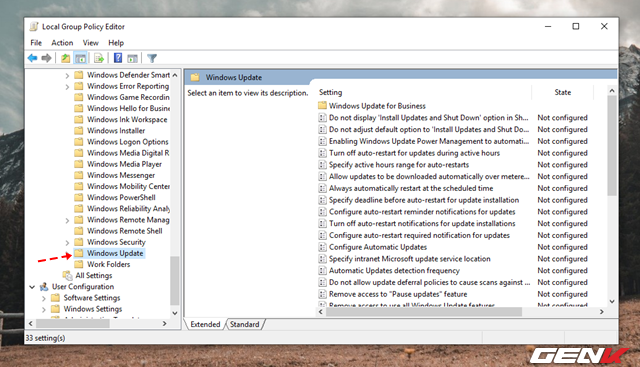 Local Group Policy Editor
File Action View Help
Windows Defender Smart
Windows Error Reporting
Windows Game Recording
Windows Hello for Busines
Windows Ink Workspace
Windows Installer
Windows Logon Options
Windows Media Digital R
Windows Media Player
Windows Messenger
Windows Mobility Center
Windows PowerShell
Windows Reliability Analy
Windows Remote Manag
Windows Remote Shell
Windows Security
Windows Update
Work Folders
All Settings
User Configuration
Software Settings
Windows Settings
Windows Update
Select an item to view its description.
Setting State
Windows Update for Business
Do not display 'Install Updates and Shut Down' option in Sh... Not configured
Do not adjust default option to 'Install Updates and Shut Do... Not configured
Enabling Windows Update Power Management to automati... Not configured
Turn off auto-restart for updates during active hours Not configured
Specify active hours range for auto-restarts Not configured
Allow updates to be downloaded automatically over metere... Not configured
Always automatically restart at the scheduled time Not configured
Specify deadline before auto-restart for update installation Not configured
Configure auto-restart reminder notifications for updates Not configured
Turn off auto-restart notifications for update installations Not configured
Configure auto-restart required notification for updates Not configured
Configure Automatic Updates Not configured
Specify intranet Microsoft update service location Not configured
Automatic Updates detection frequency Not configured
Do not allow update deferral policies to cause scans against ... Not configured
Remove access to "Pause updates" feature Not configured
Remove access to use all Windows Update features Not configured
Extended Standard
33 setting(s)
GENK